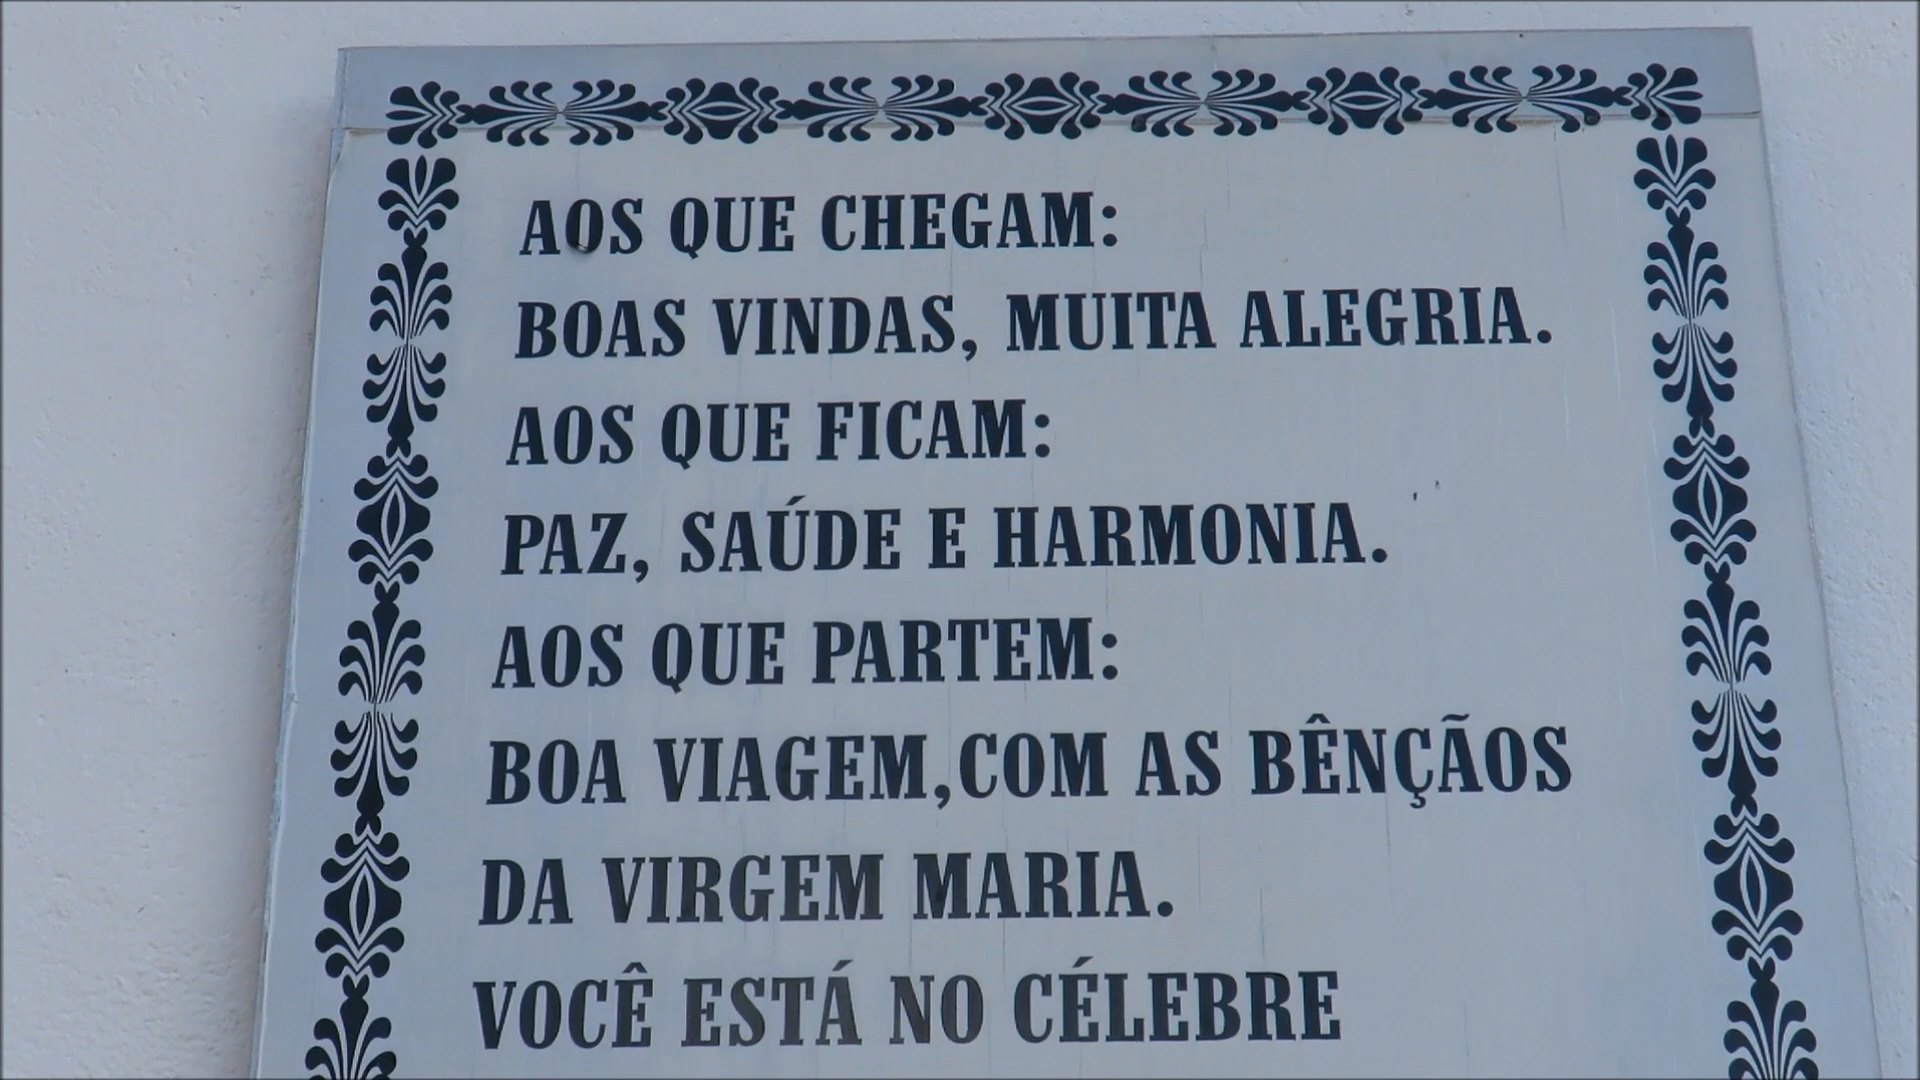 AOS QUE CHEGAM:
BOAS VINDAS, MUITA ALEGRIA.
AOS QUE FICAM:
PAZ, SAÚDE E HARMONIA.
AOS QUE PARTEM:
BOA VIAGEM,COM AS BÊNÇÃOS
DA VIRGEM MARIA.
VOCÊ ESTÁ NO CÉLEBRE